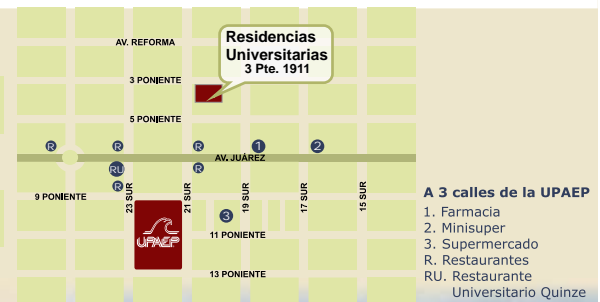 AV. REFORMA
Residencias
Universitarias
3 Pte. 1911
3 PONIENTE
5 PONIENTE
R
R
R
1
2
AV. JUÁREZ
RU
R
R
9 PONIENTE
23 SUR
21 SUR
19 SUR
17 SUR
15 SUR
3
UPAEP
11 PONIENTE
13 PONIENTE
A 3 calles de la UPAEP
1. Farmacia
2. Minisuper
3. Supermercado
R. Restaurantes
RU. Restaurante
Universitario Quinze